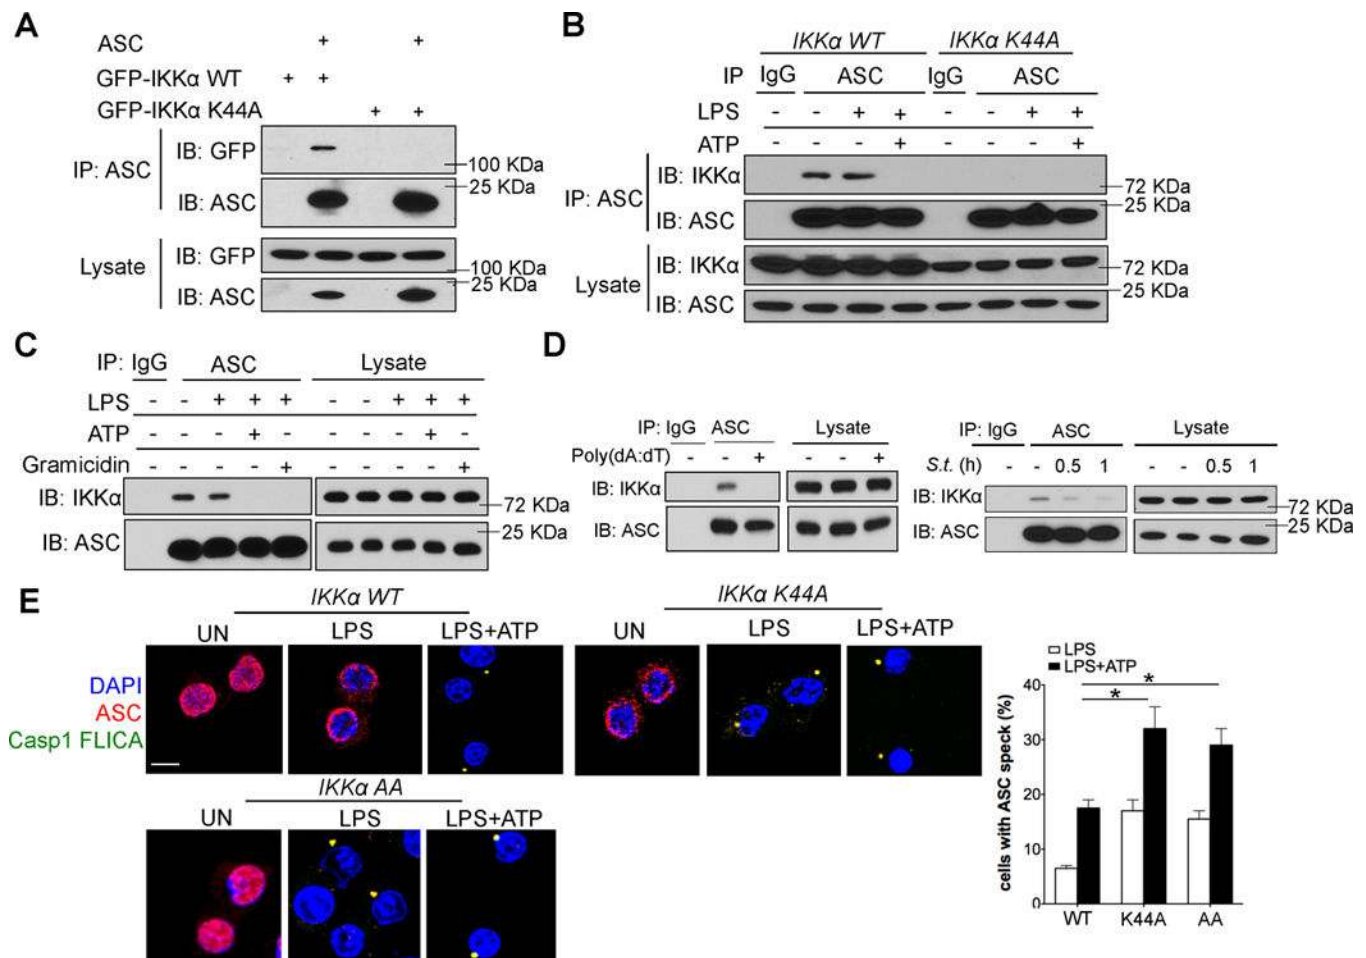 A
ASC + +
GFP-IKKα WT + +
GFP-IKKα K44A + +
IP: ASC
IB: GFP
100 KDa
IB: ASC
25 KDa
Lysate
IB: GFP
100 KDa
IB: ASC
25 KDa
B
IKKα WT IKKα K44A
IP IgG ASC IgG ASC
LPS - - + + - - + +
ATP - - - + - - - +
IP: ASC
IB: IKKα
72 KDa
IB: ASC
25 KDa
Lysate
IB: IKKα
72 KDa
IB: ASC
25 KDa
C
IP: IgG ASC Lysate
LPS - - + + + - - + + +
ATP - - - + - - - - + -
Gramicidin - - - - + - - - - +
IB: IKKα
72 KDa
IB: ASC
25 KDa
D
IP: IgG ASC Lysate
Poly(dA:dT) - - + - - +
IB: IKKα
IB: ASC
IP: IgG ASC Lysate
S.t. (h) - - 0.5 1 - - 0.5 1
IB: IKKα
72 KDa
IB: ASC
25 KDa
E
IKKα WT
UN LPS LPS+ATP
IKKα K44A
UN LPS LPS+ATP
DAPI
ASC
Casp1 FLICA
IKKα AA
UN LPS LPS+ATP
LPS
LPS+ATP
cells with ASC speck (%)
40
30
20
10
0
* *
WT K44A AA